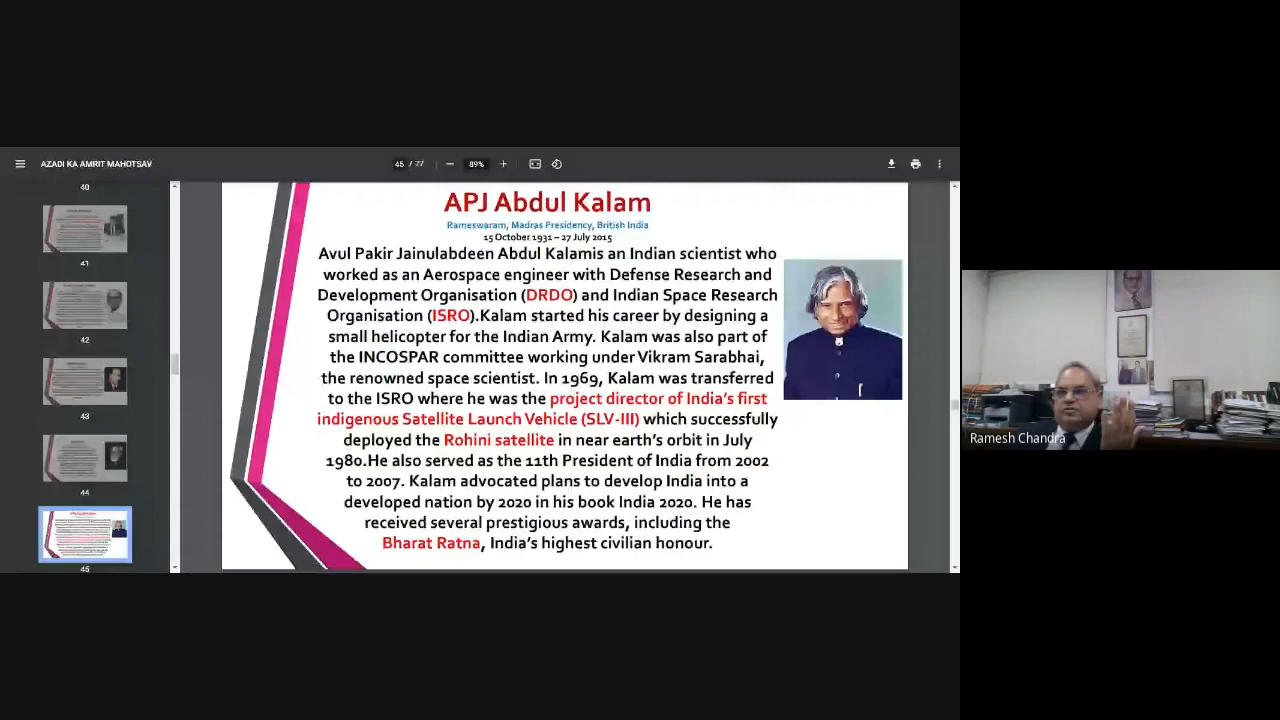 AZADI KA AMRIT MAHOTSAV
45 / 77
89%
40
41
42
43
44
45
APJ Abdul Kalam
Rameswaram, Madras Presidency, British India
15 October 1931 – 27 July 2015
Avul Pakir Jainulabdeen Abdul Kalamis an Indian scientist who
worked as an Aerospace engineer with Defense Research and
Development Organisation (DRDO) and Indian Space Research
Organisation (ISRO).Kalam started his career by designing a
small helicopter for the Indian Army. Kalam was also part of
the INCOSPAR committee working under Vikram Sarabhai,
the renowned space scientist. In 1969, Kalam was transferred
to the ISRO where he was the project director of India's first
indigenous Satellite Launch Vehicle (SLV-III) which successfully
deployed the Rohini satellite in near earth's orbit in July
1980.He also served as the 11th President of India from 2002
to 2007. Kalam advocated plans to develop India into a
developed nation by 2020 in his book India 2020. He has
received several prestigious awards, including the
Bharat Ratna, India's highest civilian honour.
Ramesh Chandra